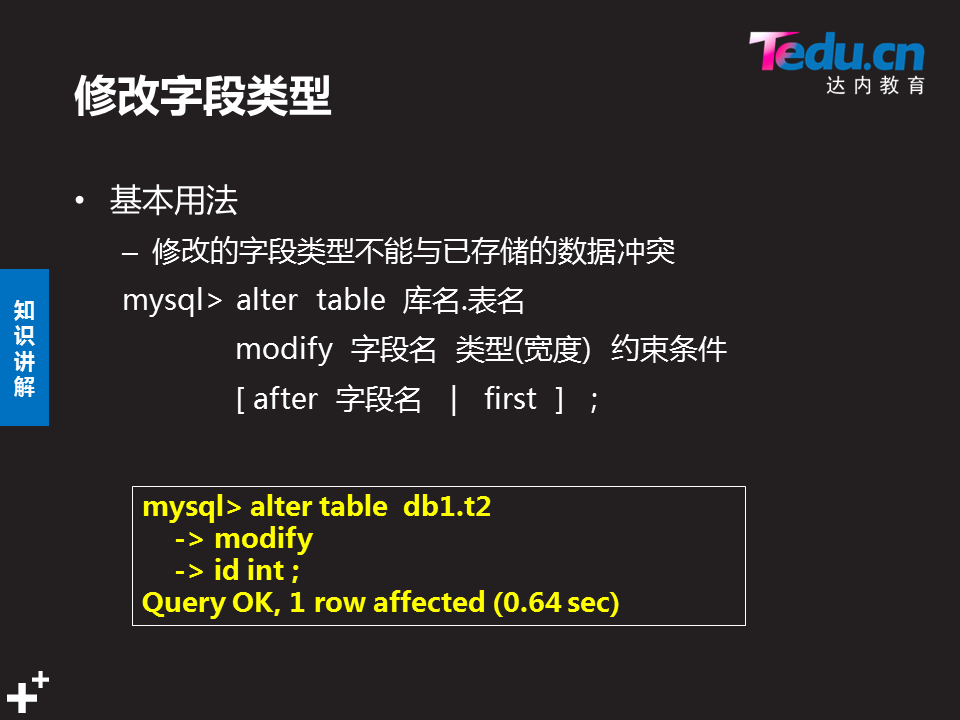 Tedu.cn
达内教育
修改字段类型
• 基本用法
– 修改的字段类型不能与已存储的数据冲突
mysql> alter table 库名.表名
modify 字段名 类型(宽度) 约束条件
[ after 字段名 | first ] ;
知识讲解
mysql> alter table db1.t2
-> modify
-> id int ;
Query OK, 1 row affected (0.64 sec)